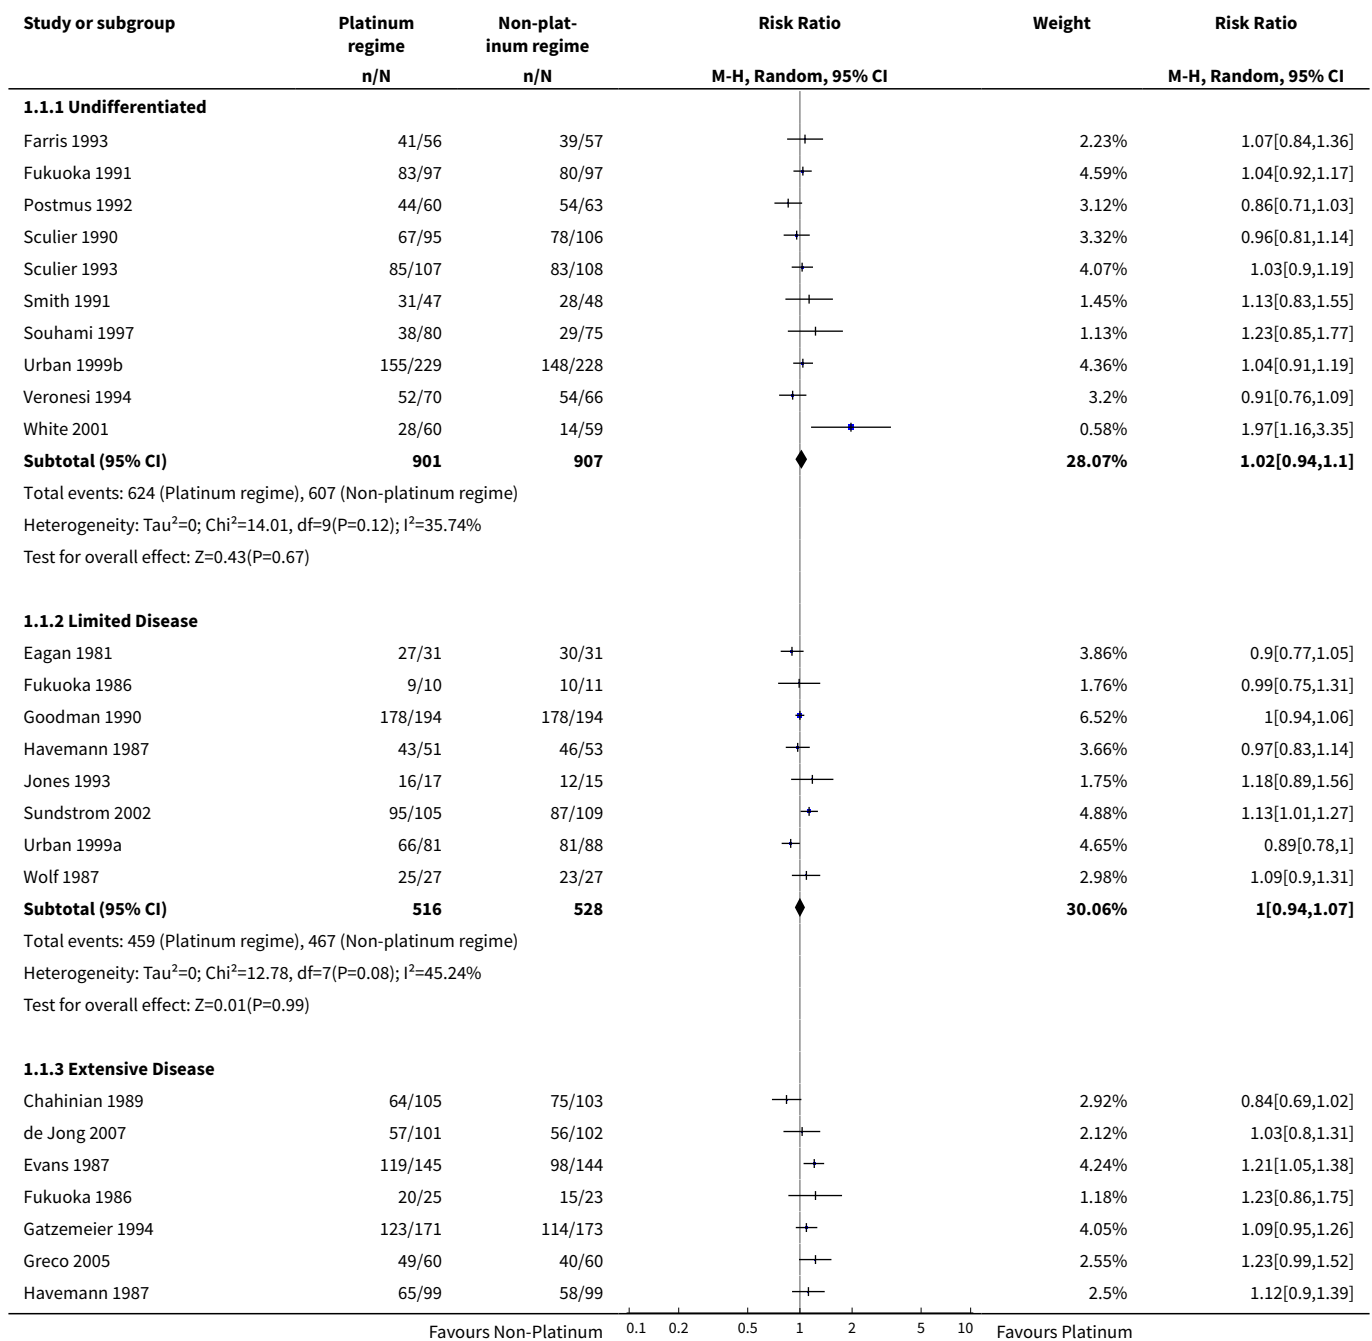 Study or subgroup Platinum Non-plat- Risk Ratio Weight Risk Ratio
regime inum regime
n/N n/N M-H, Random, 95% CI M-H, Random, 95% CI
1.1.1 Undifferentiated
Farris 1993 41/56 39/57 2.23% 1.07[0.84,1.36]
Fukuoka 1991 83/97 80/97 4.59% 1.04[0.92,1.17]
Postmus 1992 44/60 54/63 3.12% 0.86[0.71,1.03]
Sculier 1990 67/95 78/106 3.32% 0.96[0.81,1.14]
Sculier 1993 85/107 83/108 4.07% 1.03[0.9,1.19]
Smith 1991 31/47 28/48 1.45% 1.13[0.83,1.55]
Souhami 1997 38/80 29/75 1.13% 1.23[0.85,1.77]
Urban 1999b 155/229 148/228 4.36% 1.04[0.91,1.19]
Veronesi 1994 52/70 54/66 3.2% 0.91[0.76,1.09]
White 2001 28/60 14/59 0.58% 1.97[1.16,3.35]
Subtotal (95% CI) 901 907 28.07% 1.02[0.94,1.1]
Total events: 624 (Platinum regime), 607 (Non-platinum regime)
Heterogeneity: Tau²=0; Chi²=14.01, df=9(P=0.12); I²=35.74%
Test for overall effect: Z=0.43(P=0.67)
1.1.2 Limited Disease
Eagan 1981 27/31 30/31 3.86% 0.9[0.77,1.05]
Fukuoka 1986 9/10 10/11 1.76% 0.99[0.75,1.31]
Goodman 1990 178/194 178/194 6.52% 1[0.94,1.06]
Havemann 1987 43/51 46/53 3.66% 0.97[0.83,1.14]
Jones 1993 16/17 12/15 1.75% 1.18[0.89,1.56]
Sundstrom 2002 95/105 87/109 4.88% 1.13[1.01,1.27]
Urban 1999a 66/81 81/88 4.65% 0.89[0.78,1]
Wolf 1987 25/27 23/27 2.98% 1.09[0.9,1.31]
Subtotal (95% CI) 516 528 30.06% 1[0.94,1.07]
Total events: 459 (Platinum regime), 467 (Non-platinum regime)
Heterogeneity: Tau²=0; Chi²=12.78, df=7(P=0.08); I²=45.24%
Test for overall effect: Z=0.01(P=0.99)
1.1.3 Extensive Disease
Chahinian 1989 64/105 75/103 2.92% 0.84[0.69,1.02]
de Jong 2007 57/101 56/102 2.12% 1.03[0.8,1.31]
Evans 1987 119/145 98/144 4.24% 1.21[1.05,1.38]
Fukuoka 1986 20/25 15/23 1.18% 1.23[0.86,1.75]
Gatzemeier 1994 123/171 114/173 4.05% 1.09[0.95,1.26]
Greco 2005 49/60 40/60 2.55% 1.23[0.99,1.52]
Havemann 1987 65/99 58/99 2.5% 1.12[0.9,1.39]
Favours Non-Platinum 0.1 0.2 0.5 1 2 5 10 Favours Platinum